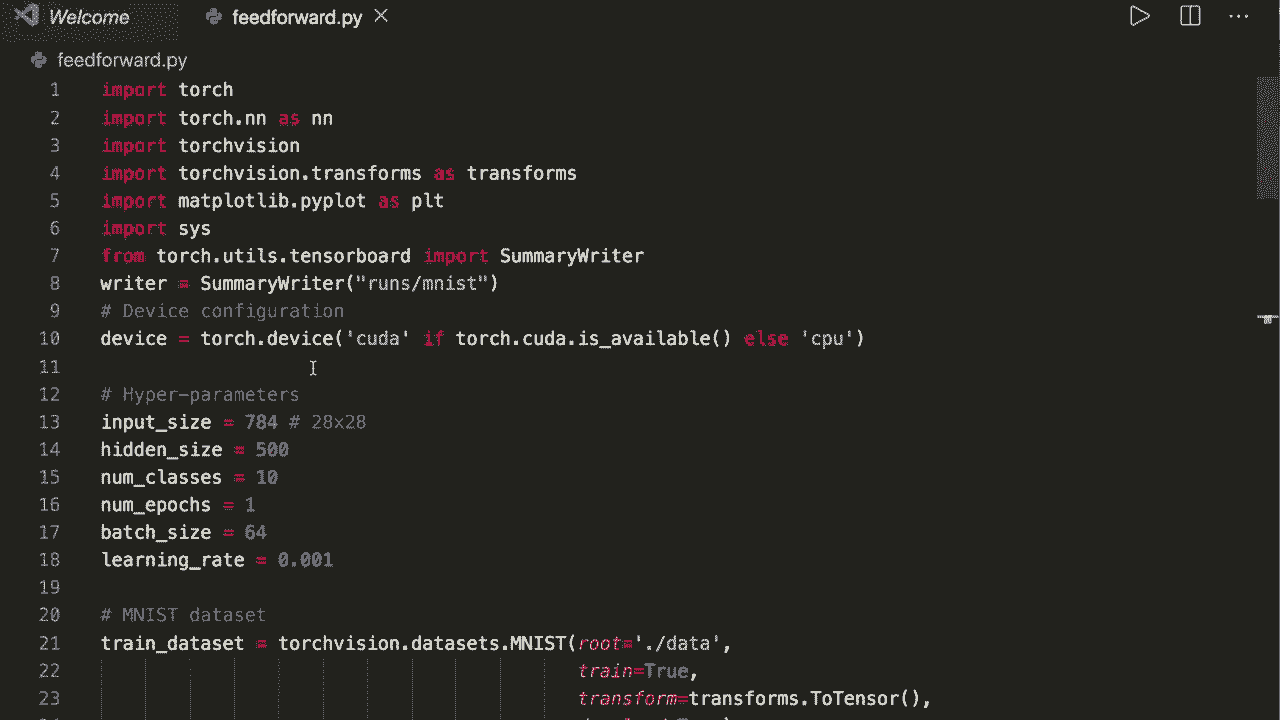 Welcome
feedforward.py
feedforward.py
1 import torch
2 import torch.nn as nn
3 import torchvision
4 import torchvision.transforms as transforms
5 import matplotlib.pyplot as plt
6 import sys
7 from torch.utils.tensorboard import SummaryWriter
8 writer = SummaryWriter("runs/mnist")
9 # Device configuration
10 device = torch.device('cuda' if torch.cuda.is_available() else 'cpu')
11
12 # Hyper-parameters
13 input_size = 784 # 28x28
14 hidden_size = 500
15 num_classes = 10
16 num_epochs = 1
17 batch_size = 64
18 learning_rate = 0.001
19
20 # MNIST dataset
21 train_dataset = torchvision.datasets.MNIST(root='./data',
22 train=True,
23 transform=transforms.ToTensor(),